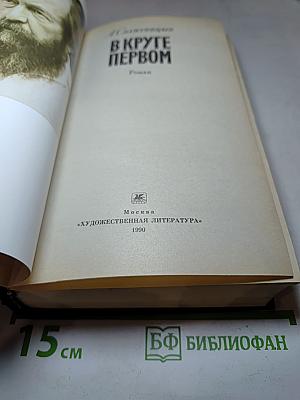 А.Солженицын
В КРУГЕ
ПЕРВОМ
Роман
Москва
«ХУДОЖЕСТВЕННАЯ ЛИТЕРАТУРА»
1990
15 см
БФ БИБЛИОФАН